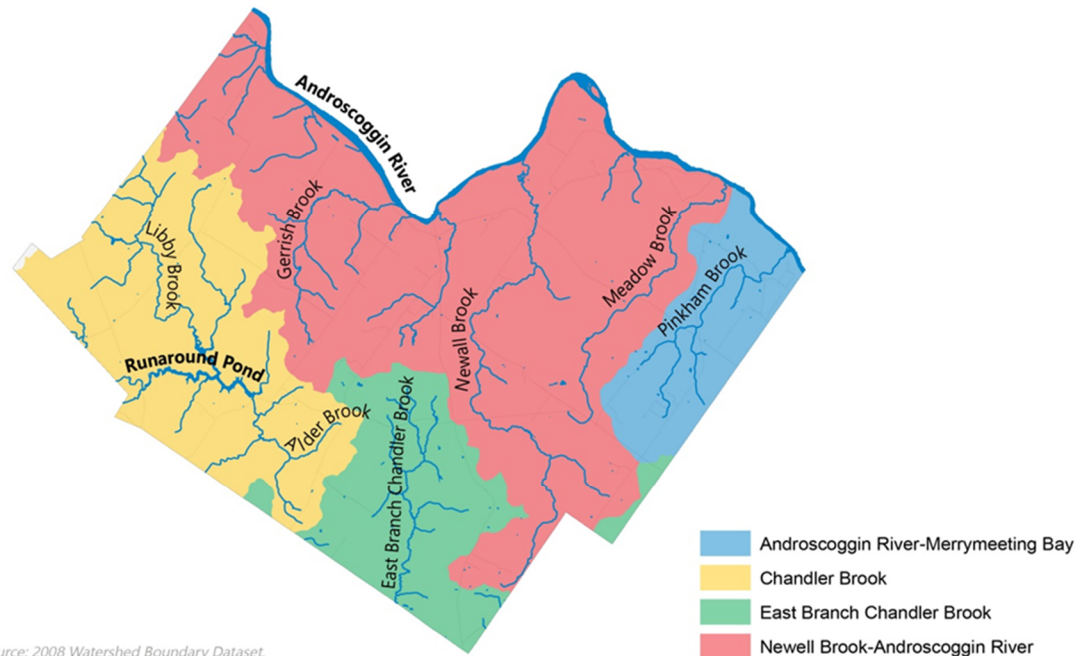 Androscoggin River
Gerrish Brook
Libby Brook
Meadow Brook
Pinkham Brook
Newall Brook
Runaround Pond
Alder Brook
East Branch Chandler Brook
Androscoggin River-Merrymeeting Bay
Chandler Brook
East Branch Chandler Brook
Newell Brook-Androscoggin River
urce: 2008 Watershed Boundary Dataset.